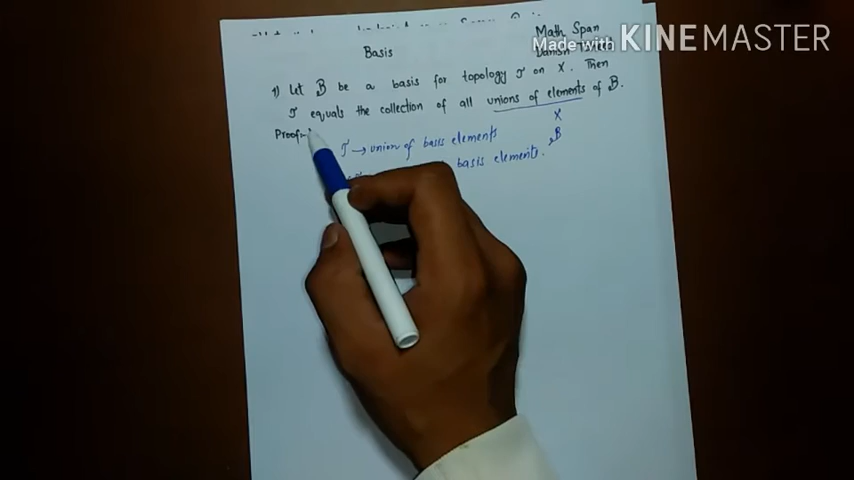 Math Span
Made with KINEMASTER
Basis
1) Let B be a basis for topology T on X. Then
T equals the collection of all unions of elements of B.
X
Proof:-
T → union of basis elements
B
basis elements.